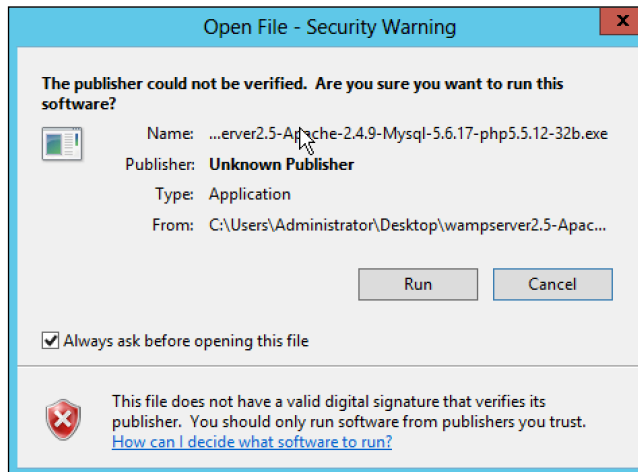 Open File - Security Warning
x
The publisher could not be verified. Are you sure you want to run this
software?
Name: ...erver2.5-Apache-2.4.9-Mysql-5.6.17-php5.5.12-32b.exe
Publisher: Unknown Publisher
Type: Application
From: C:\Users\Administrator\Desktop\wampserver2.5-Apac...
Run Cancel
Always ask before opening this file
This file does not have a valid digital signature that verifies its
publisher. You should only run software from publishers you trust.
How can I decide what software to run?